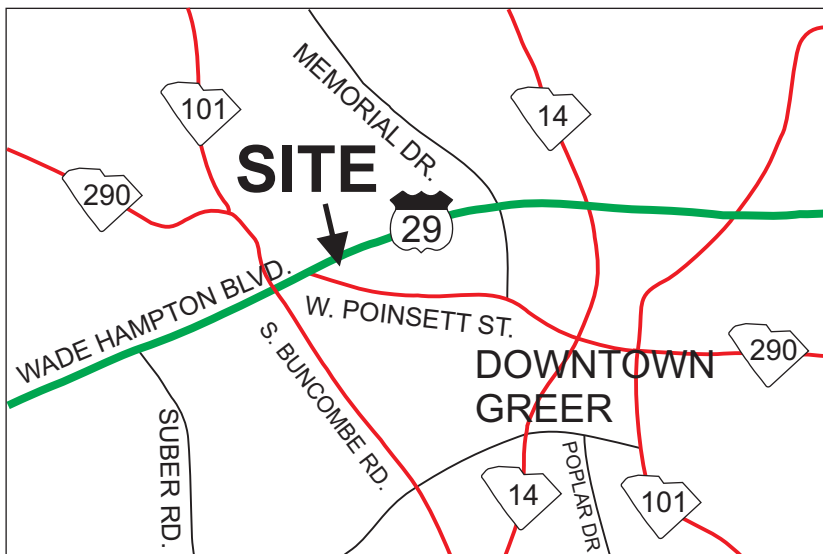 101
14
MEMORIAL DR.
SITE
290
29
WADE HAMPTON BLVD.
W. POINSETT ST.
S. BUNCOMBE RD.
DOWNTOWN
GREER
290
SUBER RD.
POPLAR DR
14
101